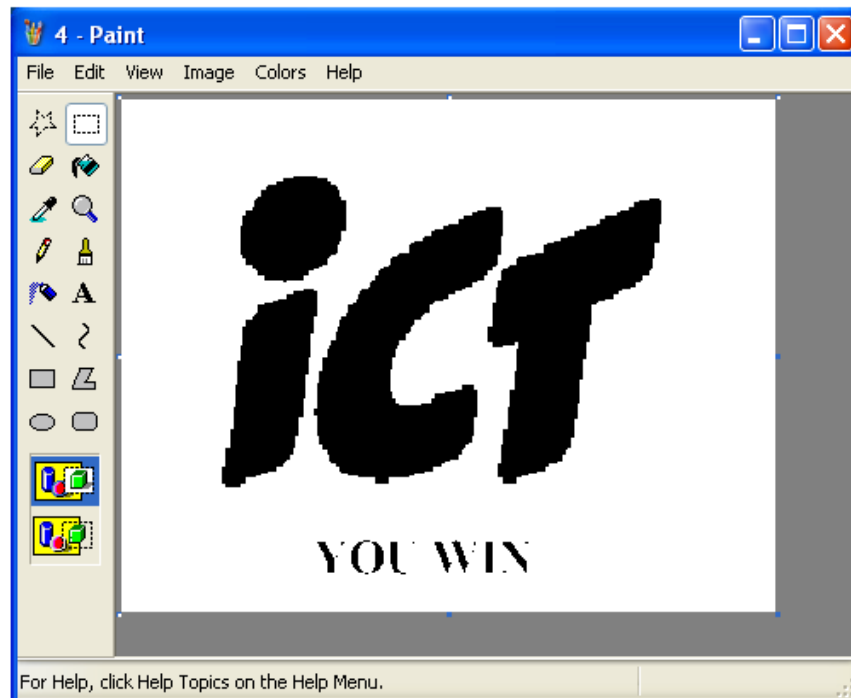 4 - Paint
File Edit View Image Colors Help
A
iCT
YOU WIN
For Help, click Help Topics on the Help Menu.